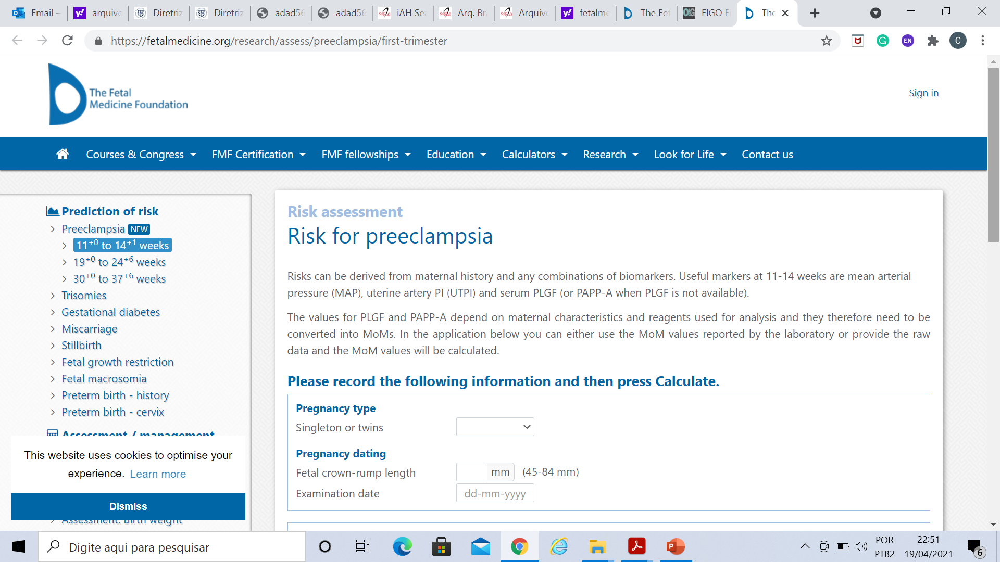 Email –
arquivo
Diretriz
Diretriz
adad56
adad56
iAH Sea
Arq. Bra
Arquivo
fetalme
The Fet
FIGO Fi
The
https://fetalmedicine.org/research/assess/preeclampsia/first-trimester
EN
C
The Fetal
Medicine Foundation
Sign in
Courses & Congress
FMF Certification
FMF fellowships
Education
Calculators
Research
Look for Life
Contact us
Prediction of risk
Preeclampsia NEW
11+0 to 14+1 weeks
19+0 to 24+6 weeks
30+0 to 37+6 weeks
Trisomies
Gestational diabetes
Miscarriage
Stillbirth
Fetal growth restriction
Fetal macrosomia
Preterm birth - history
Preterm birth - cervix
Assessment / management
This website uses cookies to optimise your
experience. Learn more
Dismiss
Assessment: Birth weight
Risk assessment
Risk for preeclampsia
Risks can be derived from maternal history and any combinations of biomarkers. Useful markers at 11-14 weeks are mean arterial
pressure (MAP), uterine artery PI (UTPI) and serum PLGF (or PAPP-A when PLGF is not available).
The values for PLGF and PAPP-A depend on maternal characteristics and reagents used for analysis and they therefore need to be
converted into MoMs. In the application below you can either use the MoM values reported by the laboratory or provide the raw
data and the MoM values will be calculated.
Please record the following information and then press Calculate.
Pregnancy type
Singleton or twins
Pregnancy dating
Fetal crown-rump length mm (45-84 mm)
Examination date dd-mm-yyyy
Digite aqui para pesquisar
POR
PTB2
22:51
19/04/2021
6